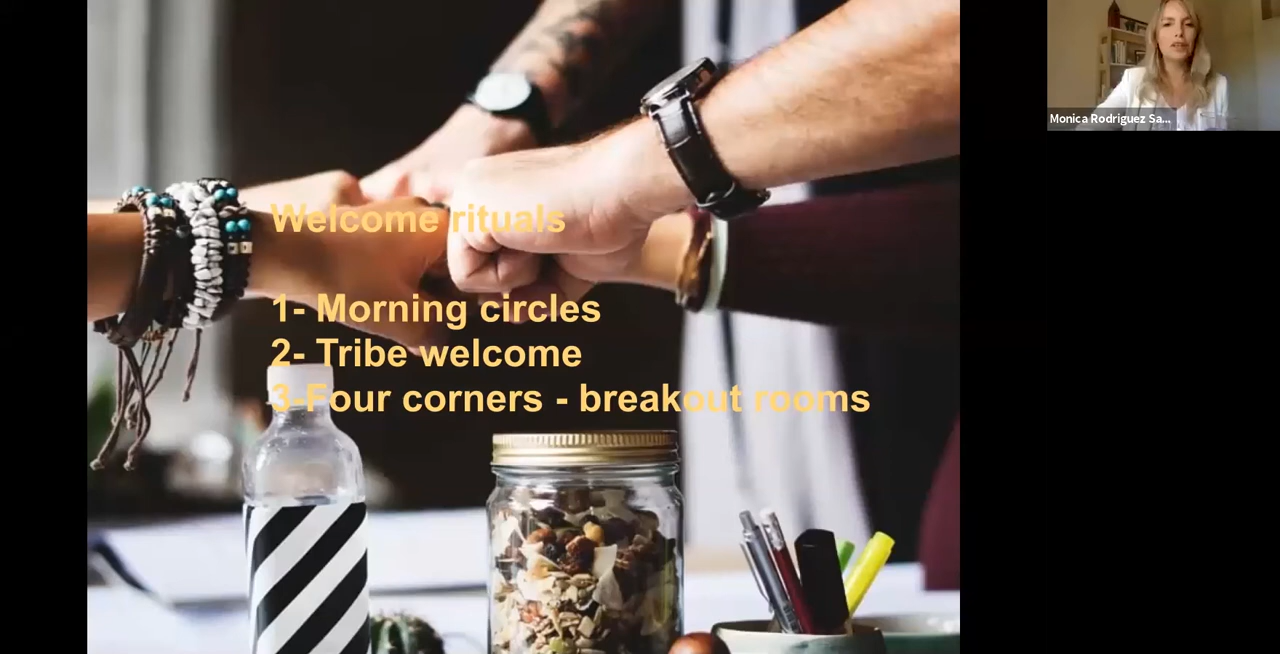 Monica Rodriguez Sa...
Welcome rituals
1- Morning circles
2- Tribe welcome
3-Four corners - breakout rooms